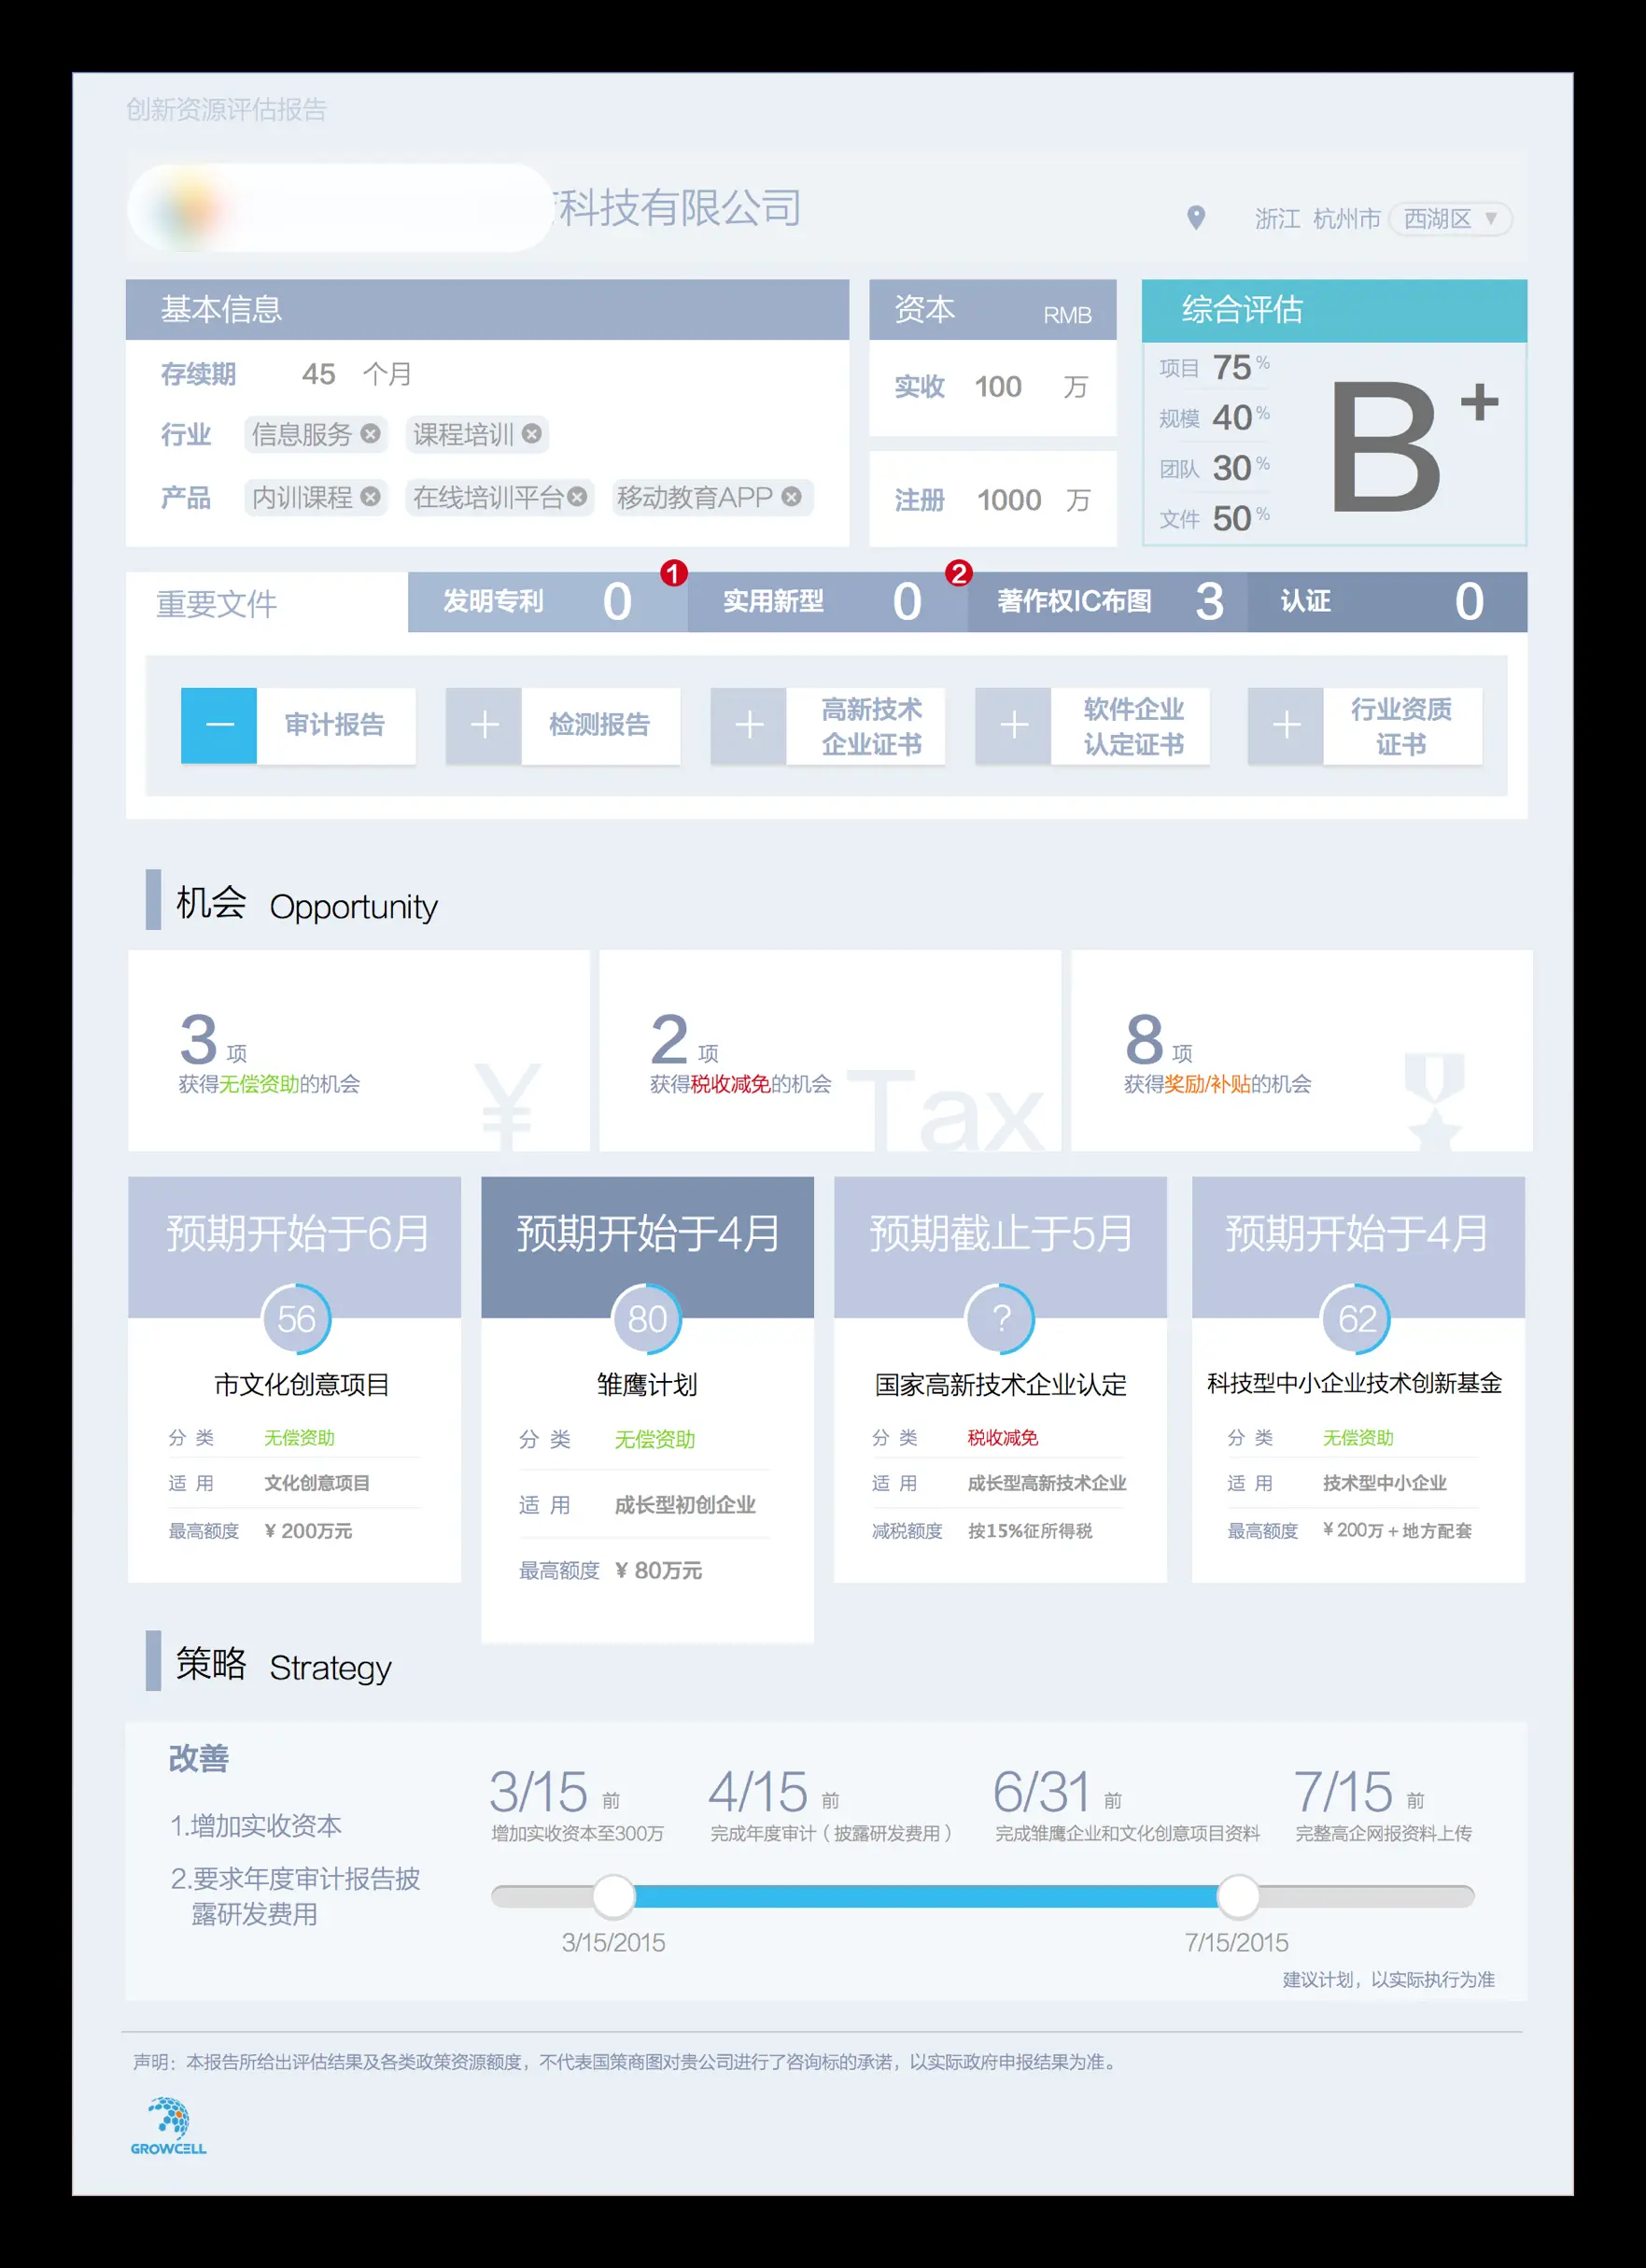 创新资源评估报告
科技有限公司
浙江 杭州市 西湖区 ▼
基本信息
存续期 45 个月
行业 信息服务 课程培训
产品 内训课程 在线培训平台 移动教育APP
资本 RMB
实收 100 万
注册 1000 万
综合评估
项目 75 %
规模 40 %
团队 30 %
文件 50 %
B+
重要文件
发明专利 0 1
实用新型 0 2
著作权IC布图 3
认证 0
审计报告
检测报告
高新技术
企业证书
软件企业
认定证书
行业资质
证书
机会 Opportunity
3 项
获得无偿资助的机会
¥
2 项
获得税收减免的机会
Tax
8 项
获得奖励/补贴的机会
预期开始于6月
56
市文化创意项目
分 类 无偿资助
适 用 文化创意项目
最高额度 ¥ 200万元
预期开始于4月
80
雏鹰计划
分 类 无偿资助
适 用 成长型初创企业
最高额度 ¥ 80万元
预期截止于5月
?
国家高新技术企业认定
分 类 税收减免
适 用 成长型高新技术企业
减税额度 按15%征所得税
预期开始于4月
62
科技型中小企业技术创新基金
分 类 无偿资助
适 用 技术型中小企业
最高额度 ¥ 200万 + 地方配套
策略 Strategy
改善
1.增加实收资本
2.要求年度审计报告披
露研发费用
3/15 前
增加实收资本至300万
4/15 前
完成年度审计（披露研发费用）
6/31 前
完成雏鹰企业和文化创意项目资料
7/15 前
完整高企网报资料上传
3/15/2015
7/15/2015
建议计划，以实际执行为准
声明：本报告所给出评估结果及各类政策资源额度，不代表国策商图对贵公司进行了咨询标的承诺，以实际政府申报结果为准。
GROWCELL